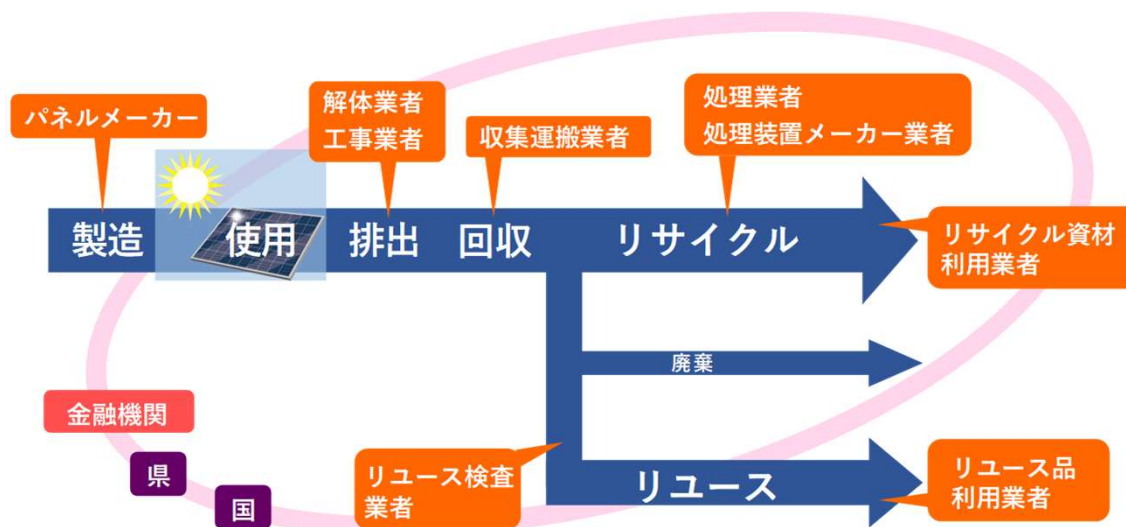 パネルメーカー
解体業者
工事業者
収集運搬業者
処理業者
処理装置メーカー業者
製造
使用
排出
回収
リサイクル
リサイクル資材
利用業者
廃棄
金融機関
県
国
リユース検査
業者
リユース
リユース品
利用業者